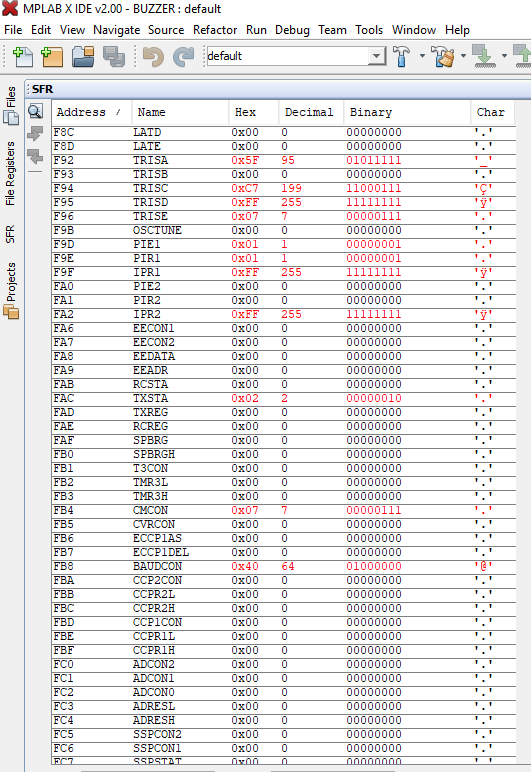 MPLAB X IDE v2.00 - BUZZER : default
File Edit View Navigate Source Refactor Run Debug Team Tools Window Help
default
Files
File Registers
SFR
Projects
SFR
Address / Name Hex Decimal Binary Char
F8C LATD 0x00 0 00000000 '.'
F8D LATE 0x00 0 00000000 '.'
F92 TRISA 0x5F 95 01011111 '_'
F93 TRISB 0x00 0 00000000 '.'
F94 TRISC 0xC7 199 11000111 'Ç'
F95 TRISD 0xFF 255 11111111 'ÿ'
F96 TRISE 0x07 7 00000111 '.'
F9B OSCTUNE 0x00 0 00000000 '.'
F9D PIE1 0x01 1 00000001 '.'
F9E PIR1 0x01 1 00000001 '.'
F9F IPR1 0xFF 255 11111111 'ÿ'
FA0 PIE2 0x00 0 00000000 '.'
FA1 PIR2 0x00 0 00000000 '.'
FA2 IPR2 0xFF 255 11111111 'ÿ'
FA6 EECON1 0x00 0 00000000 '.'
FA7 EECON2 0x00 0 00000000 '.'
FA8 EEDATA 0x00 0 00000000 '.'
FA9 EEADR 0x00 0 00000000 '.'
FAB RCSTA 0x00 0 00000000 '.'
FAC TXSTA 0x02 2 00000010 '.'
FAD TXREG 0x00 0 00000000 '.'
FAE RCREG 0x00 0 00000000 '.'
FAF SPBRG 0x00 0 00000000 '.'
FB0 SPBRGH 0x00 0 00000000 '.'
FB1 T3CON 0x00 0 00000000 '.'
FB2 TMR3L 0x00 0 00000000 '.'
FB3 TMR3H 0x00 0 00000000 '.'
FB4 CMCON 0x07 7 00000111 '.'
FB5 CVRCON 0x00 0 00000000 '.'
FB6 ECCP1AS 0x00 0 00000000 '.'
FB7 ECCP1DEL 0x00 0 00000000 '.'
FB8 BAUDCON 0x40 64 01000000 '@'
FBA CCP2CON 0x00 0 00000000 '.'
FBB CCPR2L 0x00 0 00000000 '.'
FBC CCPR2H 0x00 0 00000000 '.'
FBD CCP1CON 0x00 0 00000000 '.'
FBE CCPR1L 0x00 0 00000000 '.'
FBF CCPR1H 0x00 0 00000000 '.'
FC0 ADCON2 0x00 0 00000000 '.'
FC1 ADCON1 0x00 0 00000000 '.'
FC2 ADCON0 0x00 0 00000000 '.'
FC3 ADRESL 0x00 0 00000000 '.'
FC4 ADRESH 0x00 0 00000000 '.'
FC5 SSPCON2 0x00 0 00000000 '.'
FC6 SSPCON1 0x00 0 00000000 '.'
FC7 SSPSTAT 0x00 0 00000000 '.'